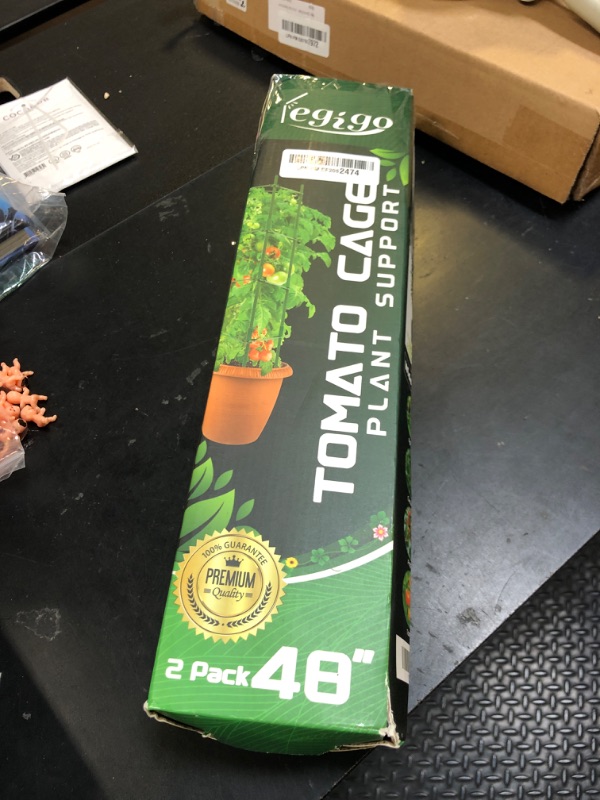 Vegigo
2474
TOMATO CAGE
PLANT SUPPORT
100% GUARANTEE
PREMIUM
Quality
2 Pack 48"